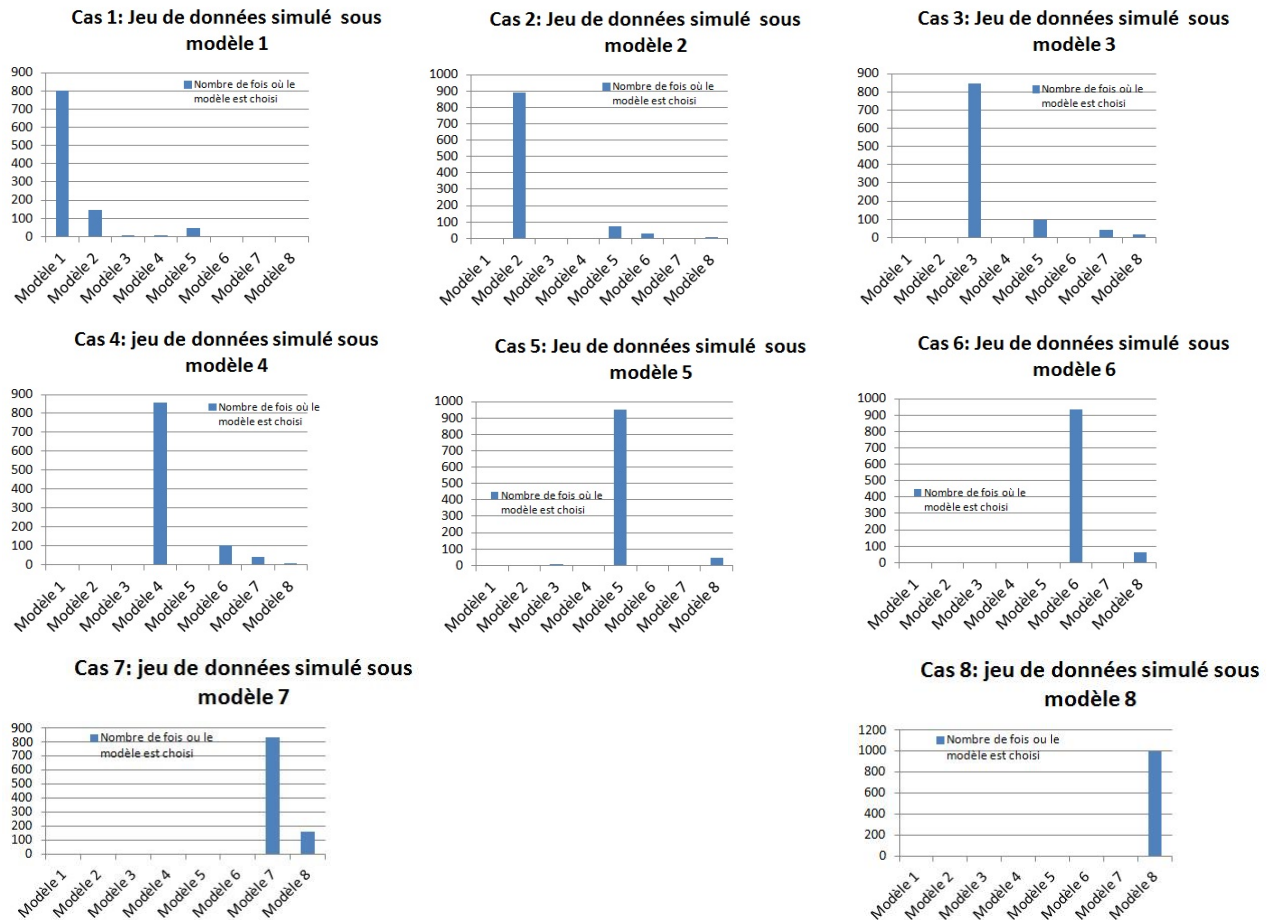 Cas 1: Jeu de données simulé sous
modèle 1
900
800
700
600
500
400
300
200
100
0
Nombre de fois où le
modèle est choisi
Modèle 1
Modèle 2
Modèle 3
Modèle 4
Modèle 5
Modèle 6
Modèle 7
Modèle 8
Cas 2: Jeu de données simulé sous
modèle 2
1000
900
800
700
600
500
400
300
200
100
0
Nombre de fois où le
modèle est choisi
Modèle 1
Modèle 2
Modèle 3
Modèle 4
Modèle 5
Modèle 6
Modèle 7
Modèle 8
Cas 3: Jeu de données simulé sous
modèle 3
900
800
700
600
500
400
300
200
100
0
Nombre de fois où le
modèle est choisi
Modèle 1
Modèle 2
Modèle 3
Modèle 4
Modèle 5
Modèle 6
Modèle 7
Modèle 8
Cas 4: jeu de données simulé sous
modèle 4
900
800
700
600
500
400
300
200
100
0
Nombre de fois où le
modèle est choisi
Modèle 1
Modèle 2
Modèle 3
Modèle 4
Modèle 5
Modèle 6
Modèle 7
Modèle 8
Cas 5: Jeu de données simulé sous
modèle 5
1000
900
800
700
600
500
400
300
200
100
0
Nombre de fois où le
modèle est choisi
Modèle 1
Modèle 2
Modèle 3
Modèle 4
Modèle 5
Modèle 6
Modèle 7
Modèle 8
Cas 6: Jeu de données simulé sous
modèle 6
1000
900
800
700
600
500
400
300
200
100
0
Nombre de fois où le
modèle est choisi
Modèle 1
Modèle 2
Modèle 3
Modèle 4
Modèle 5
Modèle 6
Modèle 7
Modèle 8
Cas 7: jeu de données simulé sous
modèle 7
900
800
700
600
500
400
300
200
100
0
Nombre de fois ou le
modèle est choisi
Modèle 1
Modèle 2
Modèle 3
Modèle 4
Modèle 5
Modèle 6
Modèle 7
Modèle 8
Cas 8: jeu de données simulé sous
modèle 8
1200
1000
800
600
400
200
0
Nombre de fois ou le
modèle est choisi
Modèle 1
Modèle 2
Modèle 3
Modèle 4
Modèle 5
Modèle 6
Modèle 7
Modèle 8